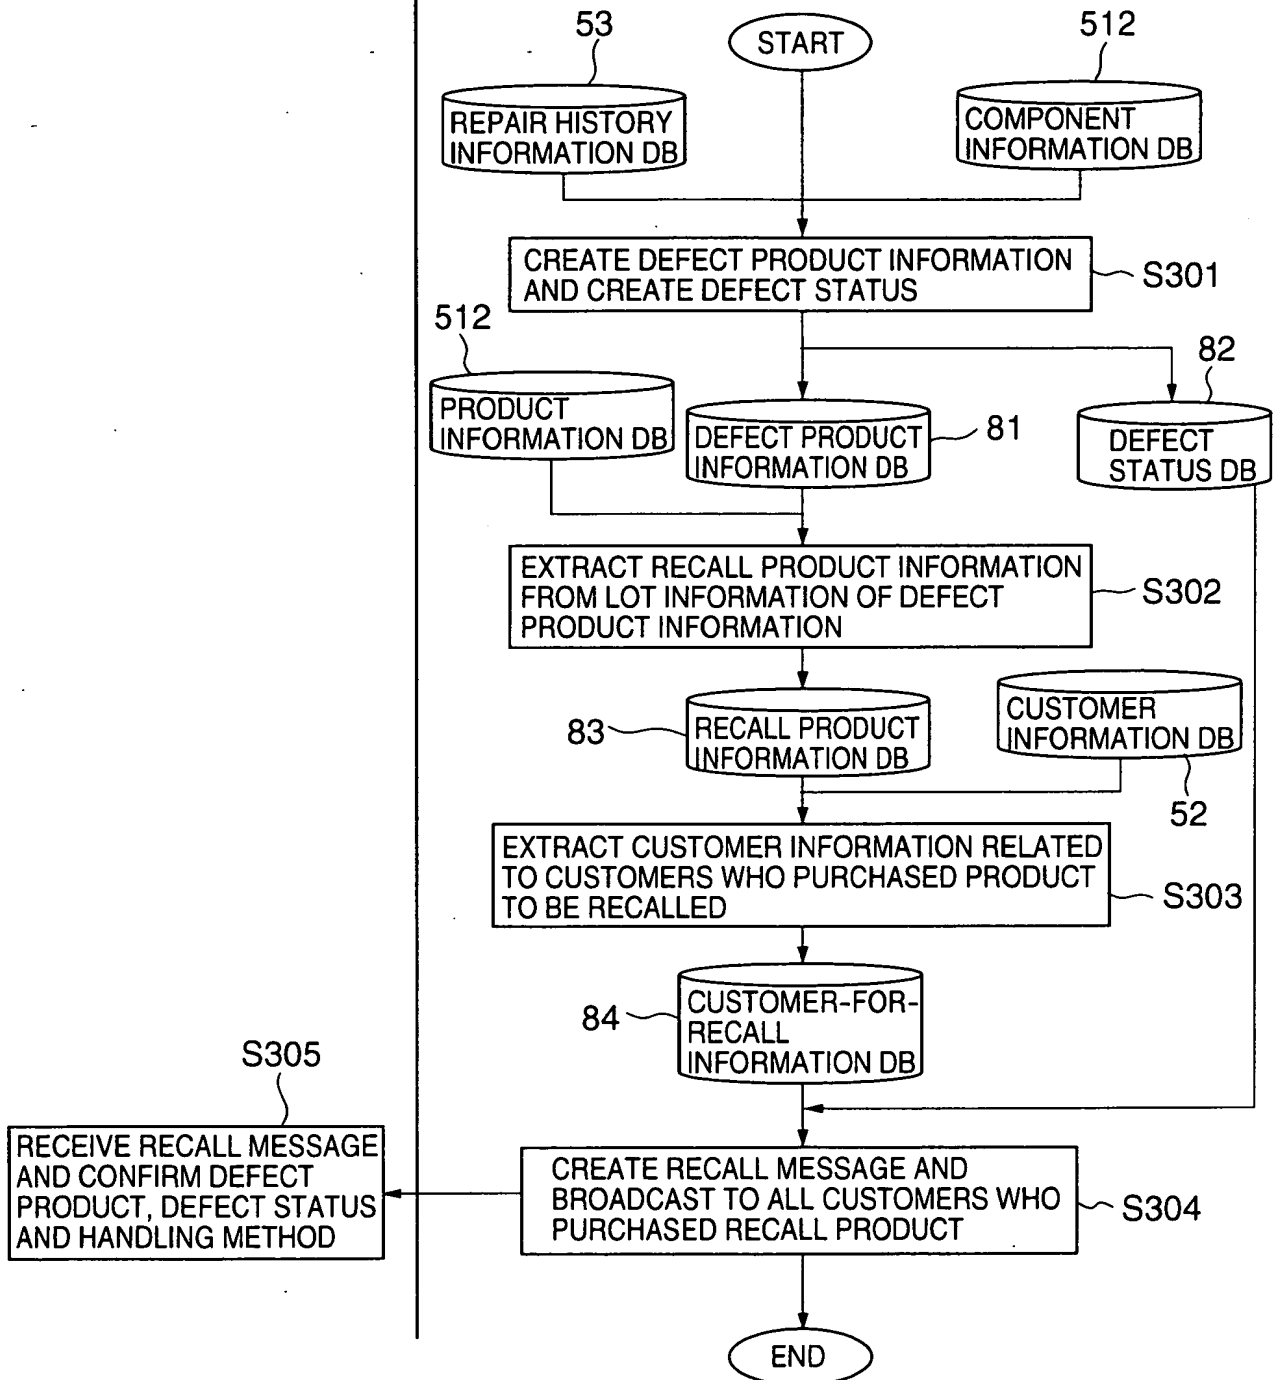 53
START
512
REPAIR HISTORY
INFORMATION DB
COMPONENT
INFORMATION DB
CREATE DEFECT PRODUCT INFORMATION
AND CREATE DEFECT STATUS
S301
512
82
PRODUCT
INFORMATION DB
DEFECT PRODUCT
INFORMATION DB
81
DEFECT
STATUS DB
EXTRACT RECALL PRODUCT INFORMATION
FROM LOT INFORMATION OF DEFECT
PRODUCT INFORMATION
S302
83
RECALL PRODUCT
INFORMATION DB
CUSTOMER
INFORMATION DB
52
EXTRACT CUSTOMER INFORMATION RELATED
TO CUSTOMERS WHO PURCHASED PRODUCT
TO BE RECALLED
S303
84
CUSTOMER-FOR-
RECALL
INFORMATION DB
S305
RECEIVE RECALL MESSAGE
AND CONFIRM DEFECT
PRODUCT, DEFECT STATUS
AND HANDLING METHOD
CREATE RECALL MESSAGE AND
BROADCAST TO ALL CUSTOMERS WHO
PURCHASED RECALL PRODUCT
S304
END